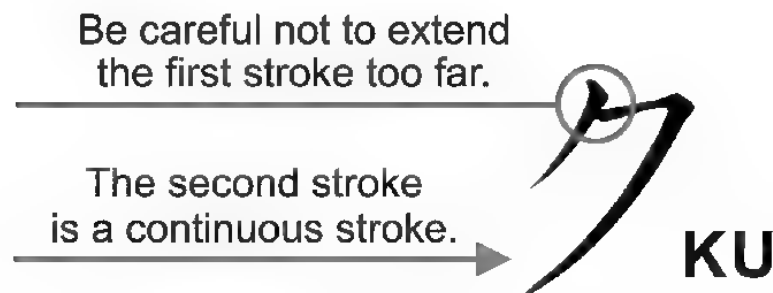 Be careful not to extend
the first stroke too far.
ク
The second stroke
is a continuous stroke.
KU